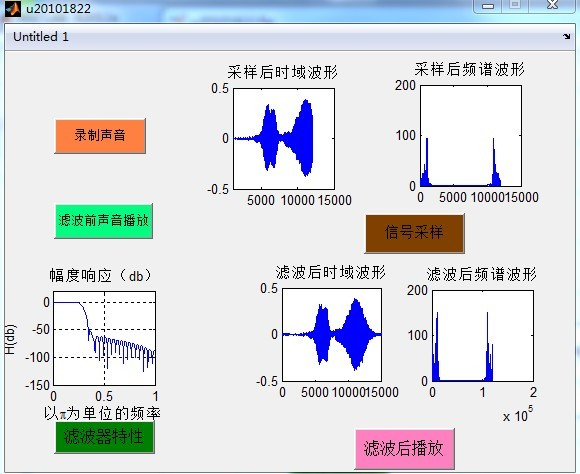 u20101822
Untitled 1
采样后时域波形
0.5
0
-0.5
5000 10000 15000
采样后频谱波形
200
100
0
0 5000 10000 15000
录制声音
滤波前声音播放
信号采样
幅度响应（db）
H(db)
0
-50
-100
-150
0 0.5 1
以π为单位的频率
滤波器特性
滤波后时域波形
0.5
0
-0.5
0 5000 10000 15000
滤波后频谱波形
200
150
100
50
0
0 1 2
x 10^5
滤波后播放